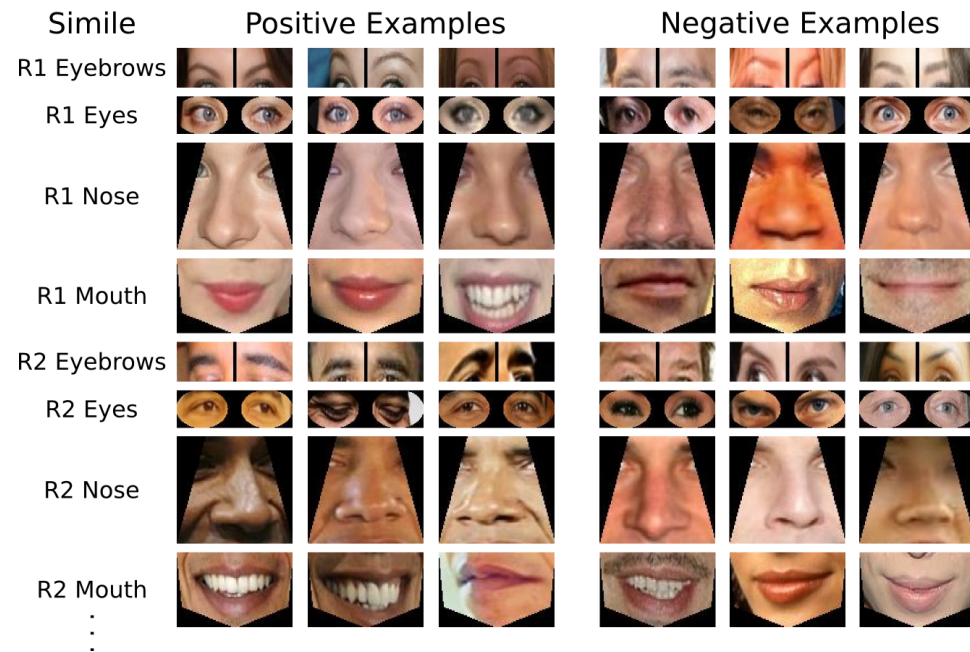 Simile Positive Examples Negative Examples
R1 Eyebrows
R1 Eyes
R1 Nose
R1 Mouth
R2 Eyebrows
R2 Eyes
R2 Nose
R2 Mouth